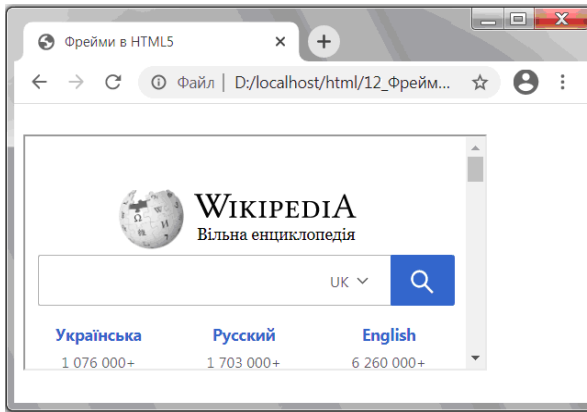 Фрейми в HTML5
Файл | D:/localhost/html/12_Фрейм...
WIKIPEDIA
Вільна енциклопедія
UK
Українська Русский English
1 076 000+ 1 703 000+ 6 260 000+